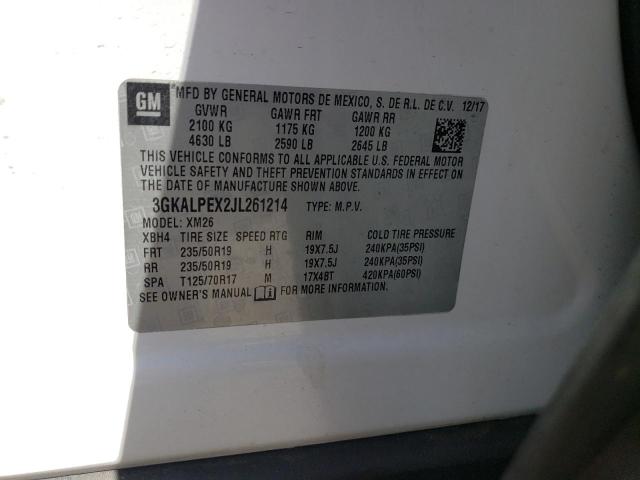 GM
MFD BY GENERAL MOTORS DE MEXICO, S. DE R.L. DE C.V. 12/17
GVWR GAWR FRT GAWR RR
2100 KG 1175 KG 1200 KG
4630 LB 2590 LB 2645 LB
THIS VEHICLE CONFORMS TO ALL APPLICABLE U.S. FEDERAL MOTOR
VEHICLE SAFETY AND THEFT PREVENTION STANDARDS IN
EFFECT ON THE DATE OF MANUFACTURE SHOWN ABOVE.
3GKALPEX2JL261214 TYPE: M.P.V.
MODEL: XM26
XBH4 TIRE SIZE SPEED RTG RIM COLD TIRE PRESSURE
FRT 235/50R19 H 19X7.5J 240KPA(35PSI)
RR 235/50R19 H 19X7.5J 240KPA(35PSI)
SPA T125/70R17 M 17X4BT 420KPA(60PSI)
SEE OWNER'S MANUAL FOR MORE INFORMATION.